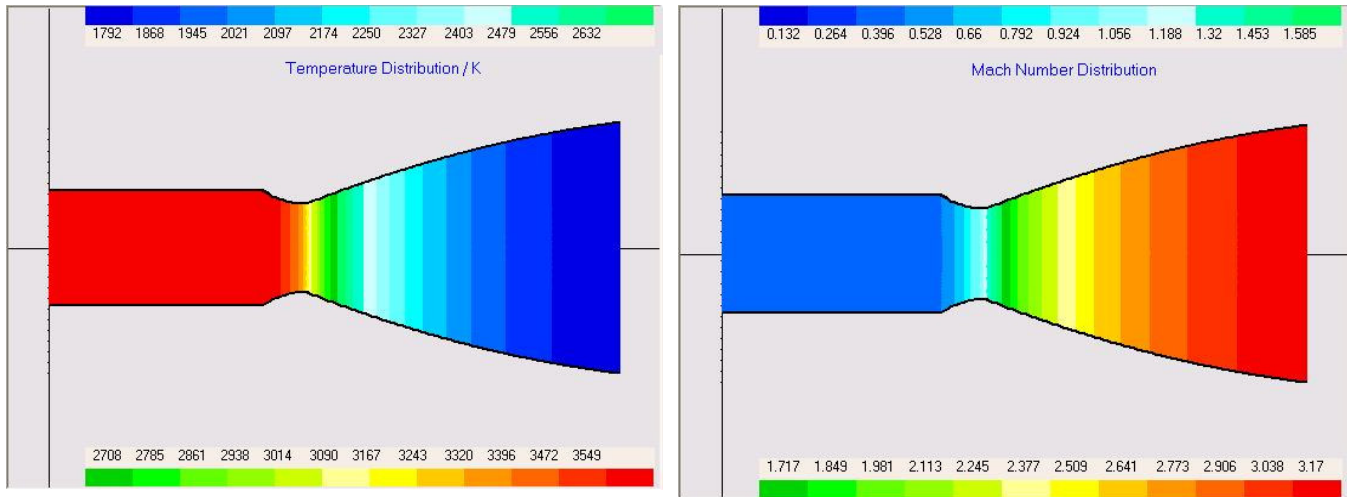 1792 1868 1945 2021 2097 2174 2250 2327 2403 2479 2556 2632
Temperature Distribution / K
2708 2785 2861 2938 3014 3090 3167 3243 3320 3396 3472 3549
0.132 0.264 0.396 0.528 0.66 0.792 0.924 1.056 1.188 1.32 1.453 1.585
Mach Number Distribution
1.717 1.849 1.981 2.113 2.245 2.377 2.509 2.641 2.773 2.906 3.038 3.17